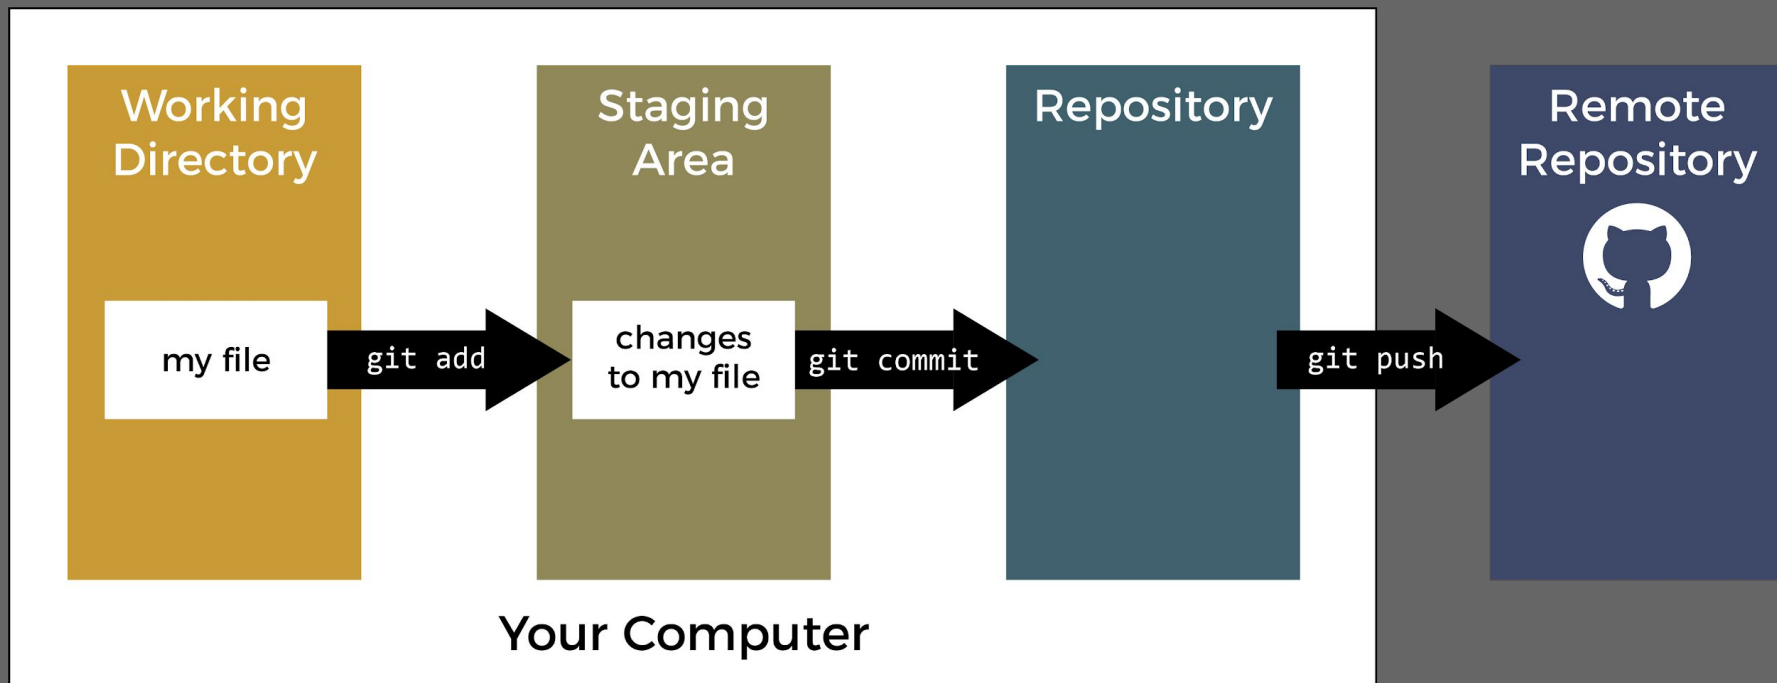 Working
Directory
Staging
Area
Repository
Remote
Repository
my file
git add
changes
to my file
git commit
git push
Your Computer